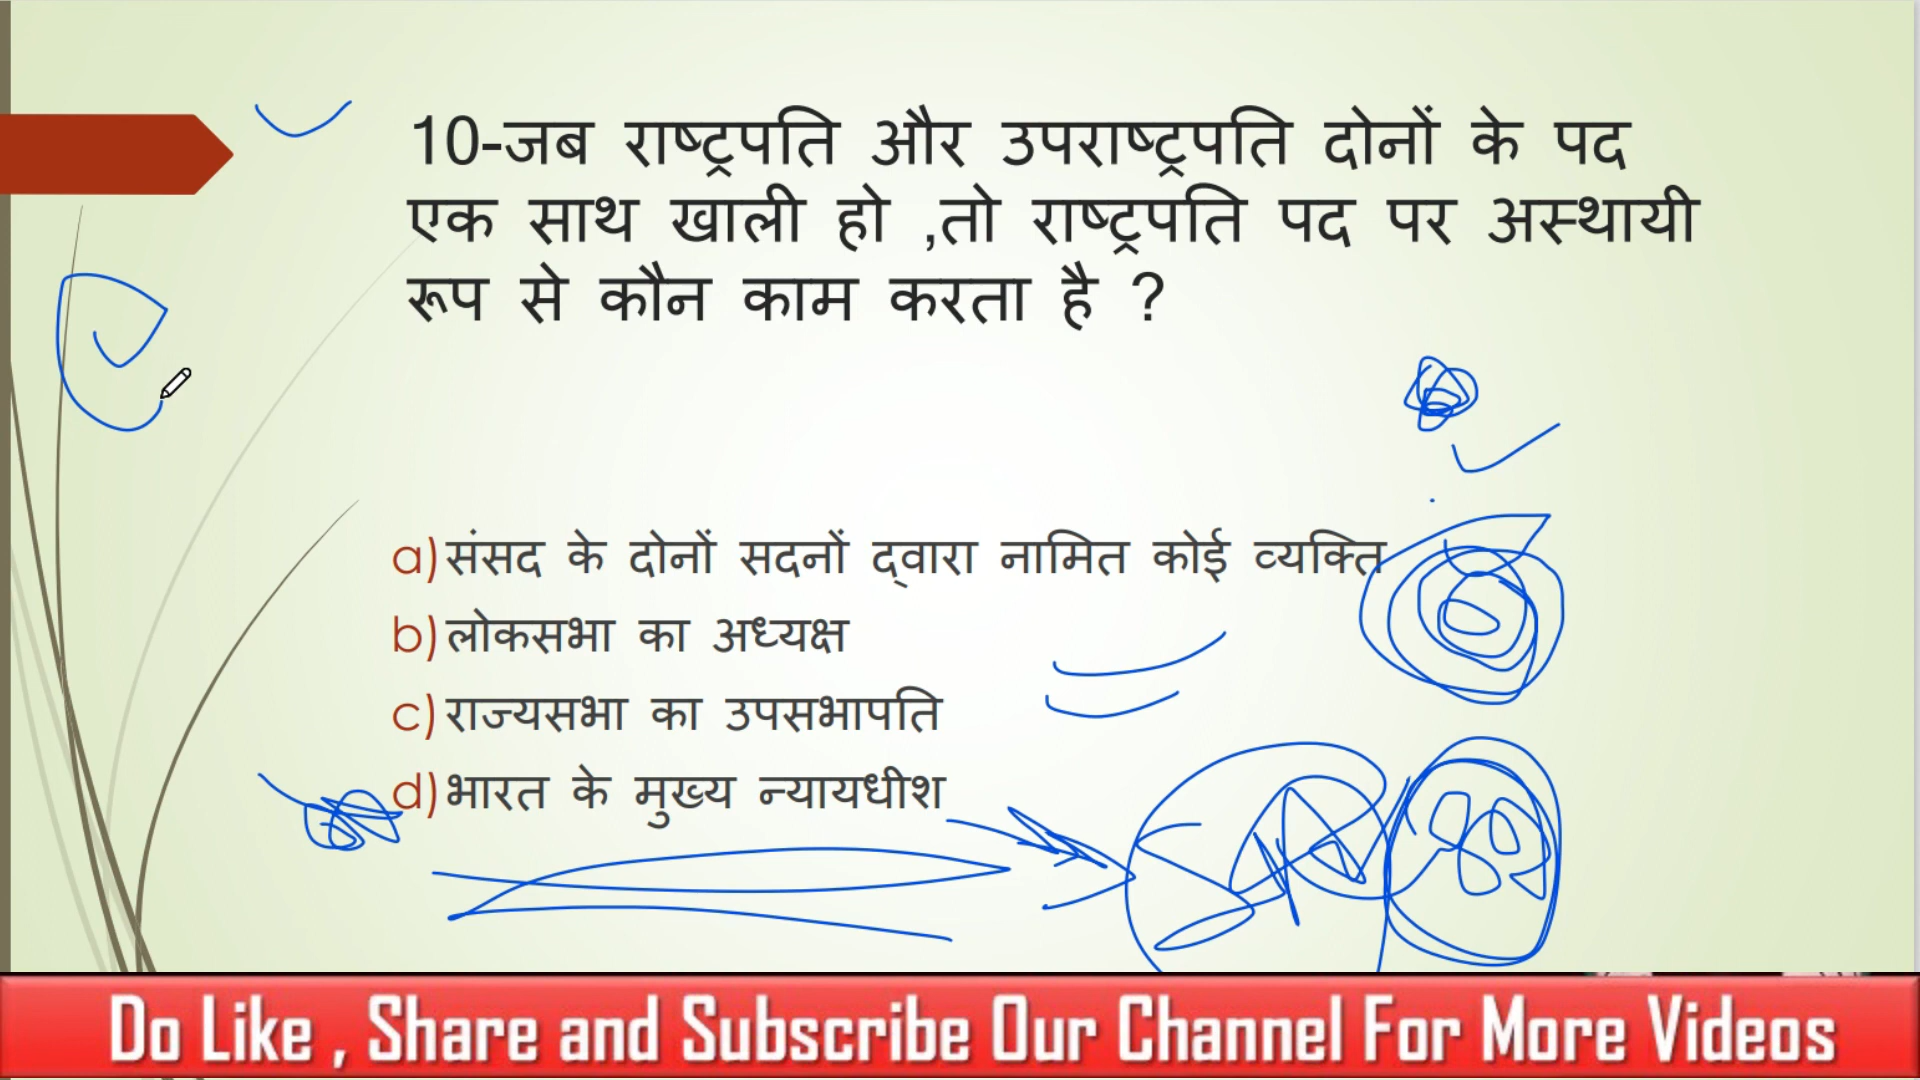 10-जब राष्ट्रपति और उपराष्ट्रपति दोनों के पद
एक साथ खाली हो ,तो राष्ट्रपति पद पर अस्थायी
रूप से कौन काम करता है ?
a) संसद के दोनों सदनों द्वारा नामित कोई व्यक्ति
b) लोकसभा का अध्यक्ष
c) राज्यसभा का उपसभापति
d) भारत के मुख्य न्यायधीश
Do Like , Share and Subscribe Our Channel For More Videos